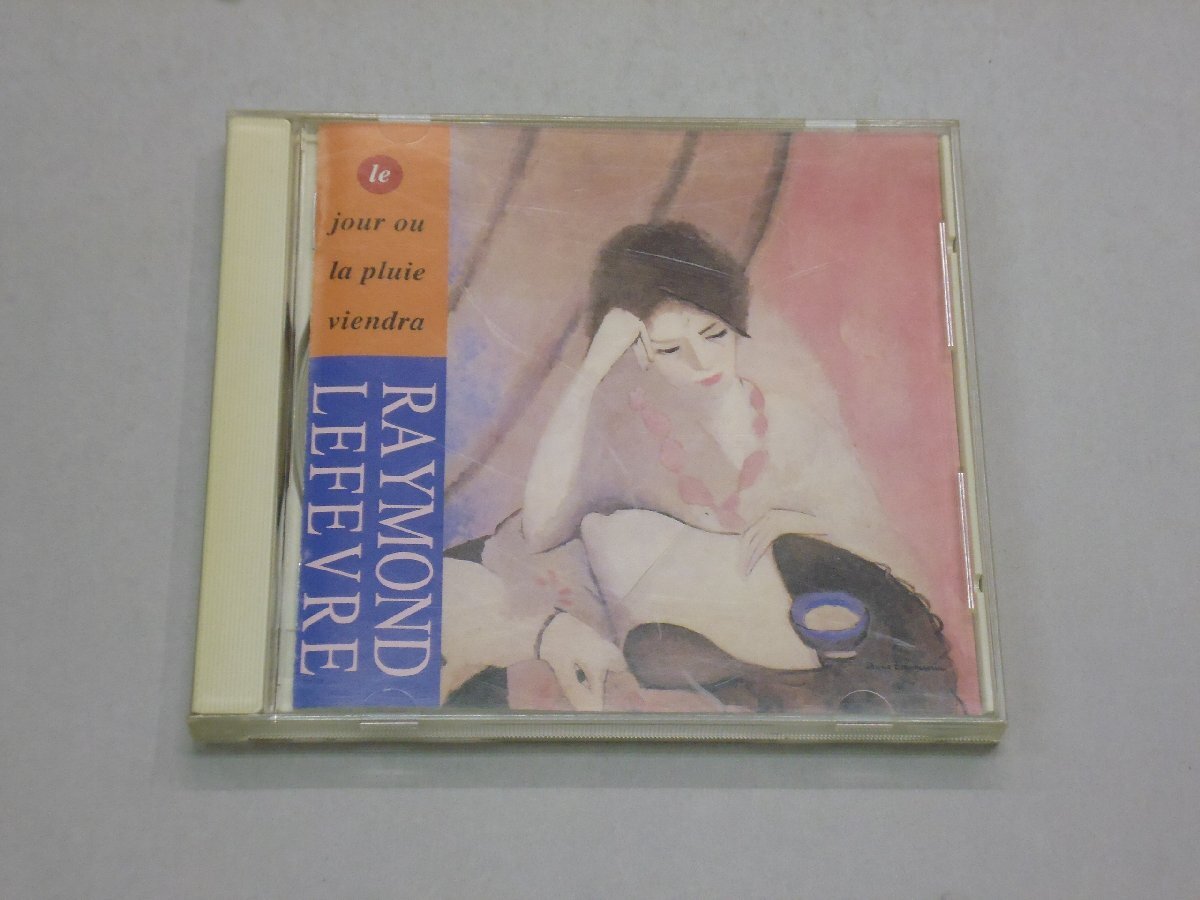 le
jour ou
la pluie
viendra
RAYMOND
LEFEVRE